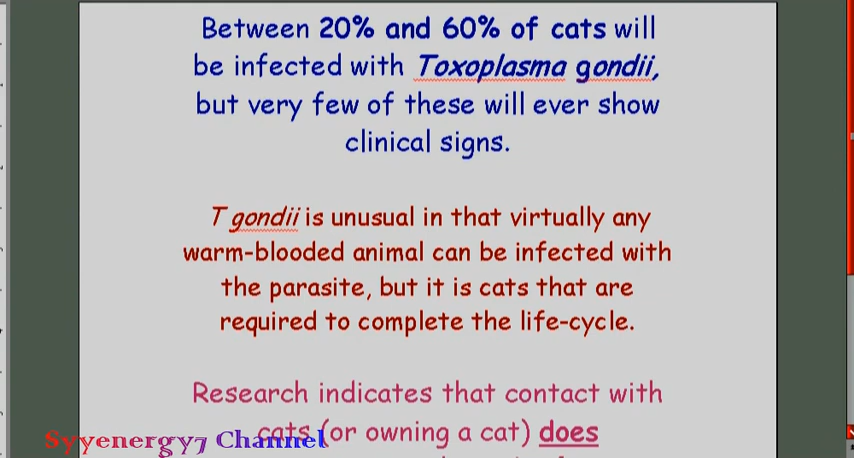 Between 20% and 60% of cats will
be infected with Toxoplasma gondii,
but very few of these will ever show
clinical signs.
T gondii is unusual in that virtually any
warm-blooded animal can be infected with
the parasite, but it is cats that are
required to complete the life-cycle.
Research indicates that contact with
cats (or owning a cat) does
Syyenergy7 Channel